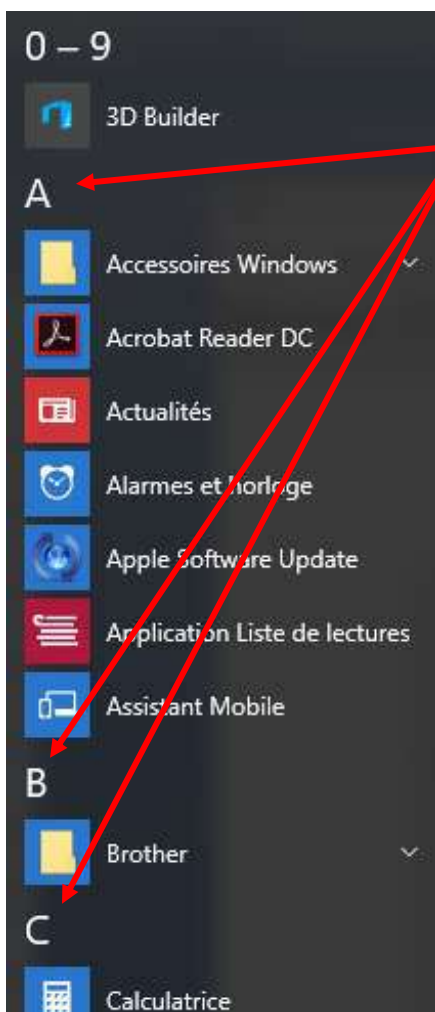 0 – 9
3D Builder
A
Accessoires Windows
Acrobat Reader DC
Actualités
Alarmes et horloge
Apple Software Update
Application Liste de lectures
Assistant Mobile
B
Brother
C
Calculatrice